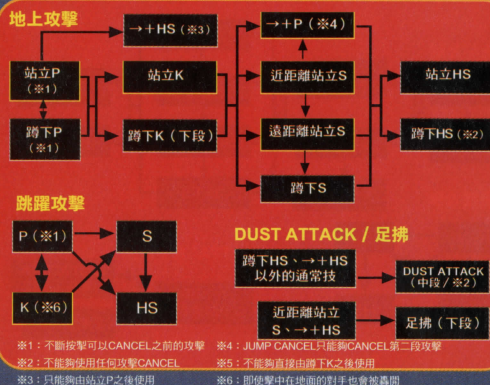 地上攻擊
→+HS（※3）
→+P（※4）
站立P
（※1）
站立K
近距離站立S
站立HS
蹲下P
（※1）
蹲下K（下段）
遠距離站立S
蹲下HS（※2）
蹲下S
跳躍攻擊
P（※1）
S
K（※6）
HS
DUST ATTACK / 足拂
蹲下HS、→+HS
以外的通常技
DUST ATTACK
（中段/※2）
近距離站立
S、→+HS
足拂（下段）
※1：不斷按掣可以CANCEL之前的攻擊
※4：JUMP CANCEL只能夠CANCEL第二段攻擊
※2：不能夠使用任何攻擊CANCEL
※5：不能夠直接由蹲下K之後使用
※3：只能夠由站立P之後使用
※6：即使擊中在地面的對手也會被轟開